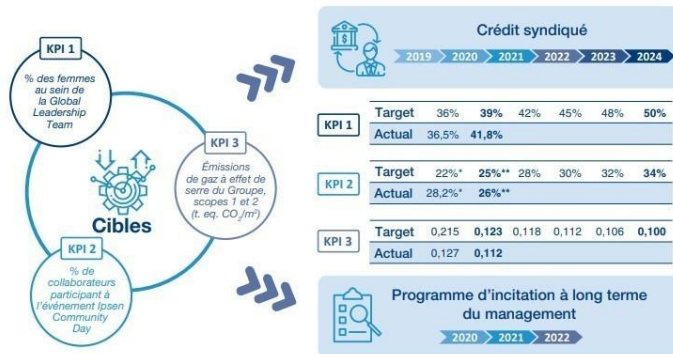 KPI 1
% des femmes
au sein de
la Global
Leadership
Team
KPI 3
Émissions
de gaz à effet de
serre du Groupe,
scopes 1 et 2
(t. eq. CO₂/m²)
Cibles
KPI 2
% de
collaborateurs
participant à
l'événement Ipsen
Community
Day
Crédit syndiqué
2019 2020 2021 2022 2023 2024
KPI 1
Target 36% 39% 42% 45% 48% 50%
Actual 36,5% 41,8%
KPI 2
Target 22%* 25%** 28% 30% 32% 34%
Actual 28,2%* 26%**
KPI 3
Target 0,215 0,123 0,118 0,112 0,106 0,100
Actual 0,127 0,112
Programme d'incitation à long terme
du management
2020 2021 2022